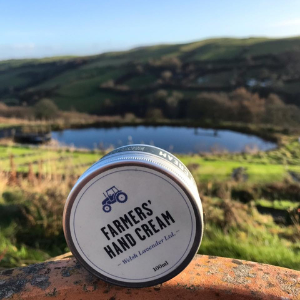 FARMERS'
HAND CREAM
~ Welsh Lavender Ltd. ~
100ml